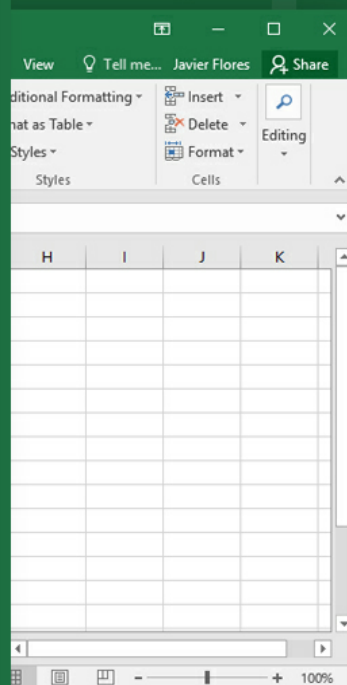 View Tell me... Javier Flores Share
ditional Formatting Insert
nat as Table Delete
Editing
Styles Format
Styles Cells
H I J K
- + 100%